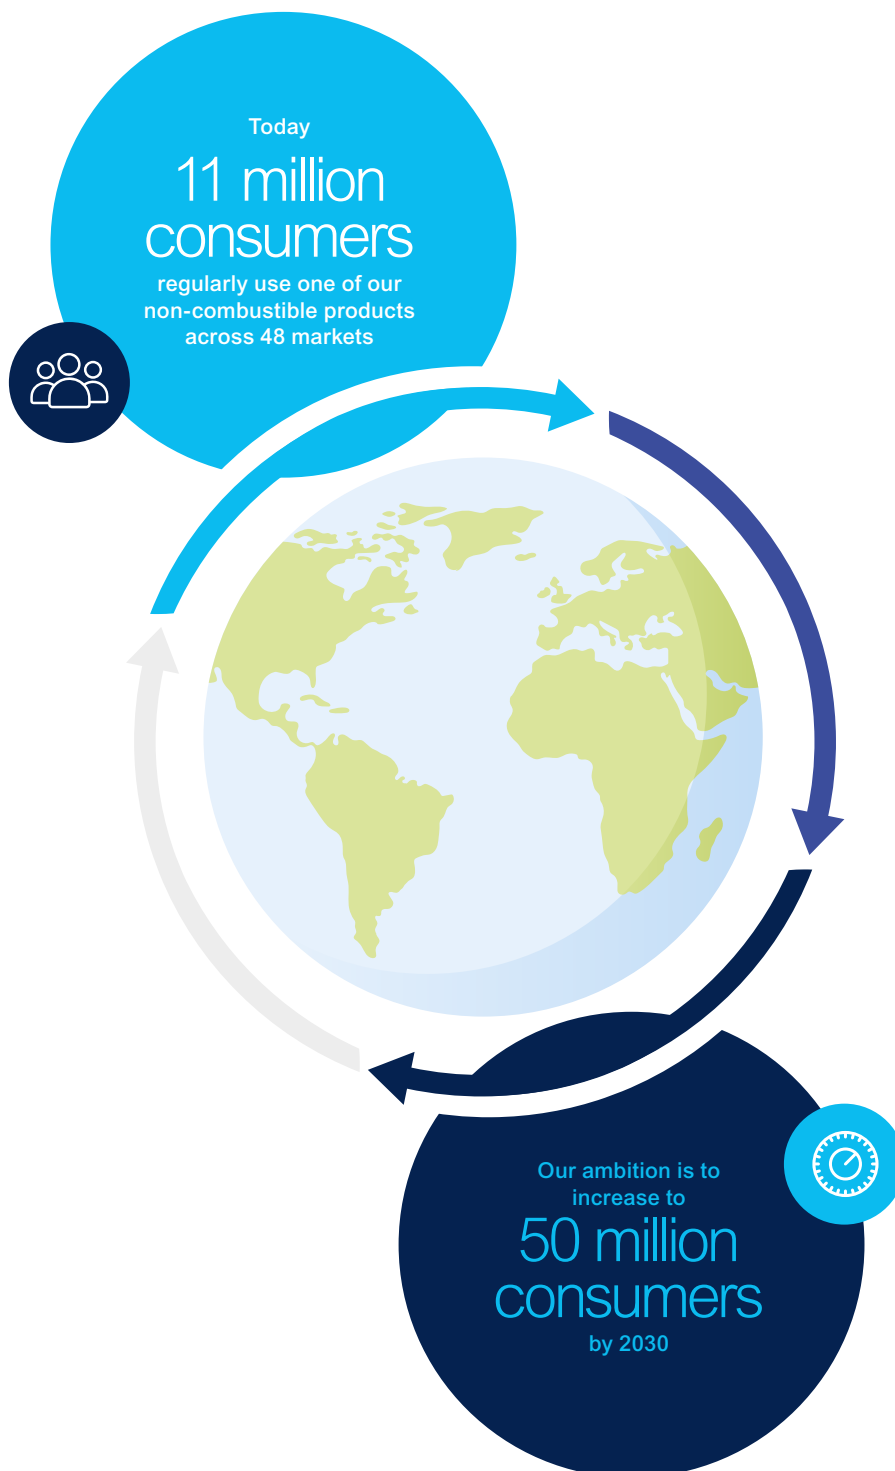 Today
11 million
consumers
regularly use one of our
non-combustible products
across 48 markets
Our ambition is to
increase to
50 million
consumers
by 2030